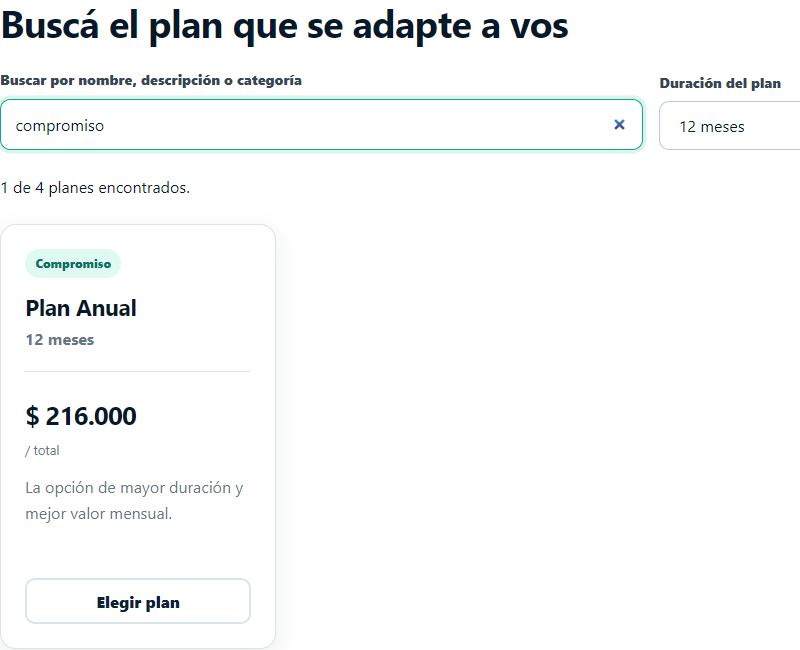 Buscá el plan que se adapte a vos
Buscar por nombre, descripción o categoría
compromiso
Duración del plan
12 meses
1 de 4 planes encontrados.
Compromiso
Plan Anual
12 meses
$ 216.000
/ total
La opción de mayor duración y
mejor valor mensual.
Elegir plan